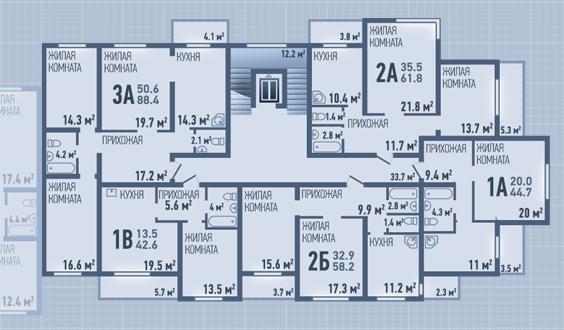 4.1 м²
3.8 м²
ЖИЛАЯ
КОМНАТА
14.3 м²
ЖИЛАЯ
КОМНАТА
3А 50.6
88.4
19.7 м²
КУХНЯ
14.3 м²
2.1 м²
12.2 м²
КУХНЯ
10.4 м²
1.4 м²
2.8 м²
ЖИЛАЯ
КОМНАТА
2А 35.5
61.8
21.8 м²
ЖИЛАЯ
КОМНАТА
13.7 м²
5.3 м²
ПРИХОЖАЯ
11.7 м²
ПРИХОЖАЯ
17.2 м²
4.2 м²
33.7 м²
ПРИХОЖАЯ
9.4 м²
ЖИЛАЯ
КОМНАТА
1А 20.0
44.7
20 м²
4.3 м²
11 м²
3.5 м²
2.3 м²
ЖИЛАЯ
КОМНАТА
17.4 м²
4.4 м²
ЖИЛАЯ
КОМНАТА
12.4 м²
ЖИЛАЯ
КОМНАТА
16.6 м²
КУХНЯ
1В 13.5
42.6
19.5 м²
5.7 м²
ПРИХОЖАЯ
5.6 м²
4 м²
ЖИЛАЯ
КОМНАТА
13.5 м²
ЖИЛАЯ
КОМНАТА
15.6 м²
3.7 м²
ПРИХОЖАЯ
9.9 м²
ЖИЛАЯ
КОМНАТА
2Б 32.9
58.2
17.3 м²
2.8 м²
1.4 м²
КУХНЯ
11.2 м²